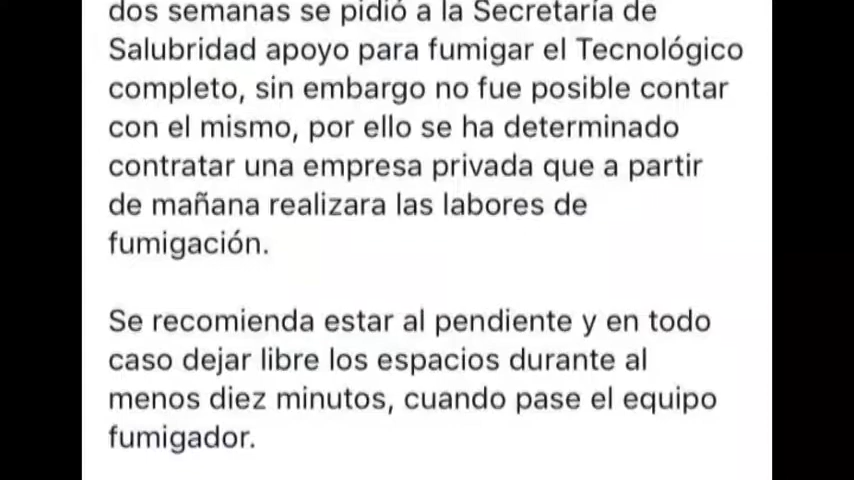 dos semanas se pidió a la Secretaría de
Salubridad apoyo para fumigar el Tecnológico
completo, sin embargo no fue posible contar
con el mismo, por ello se ha determinado
contratar una empresa privada que a partir
de mañana realizara las labores de
fumigación.
Se recomienda estar al pendiente y en todo
caso dejar libre los espacios durante al
menos diez minutos, cuando pase el equipo
fumigador.